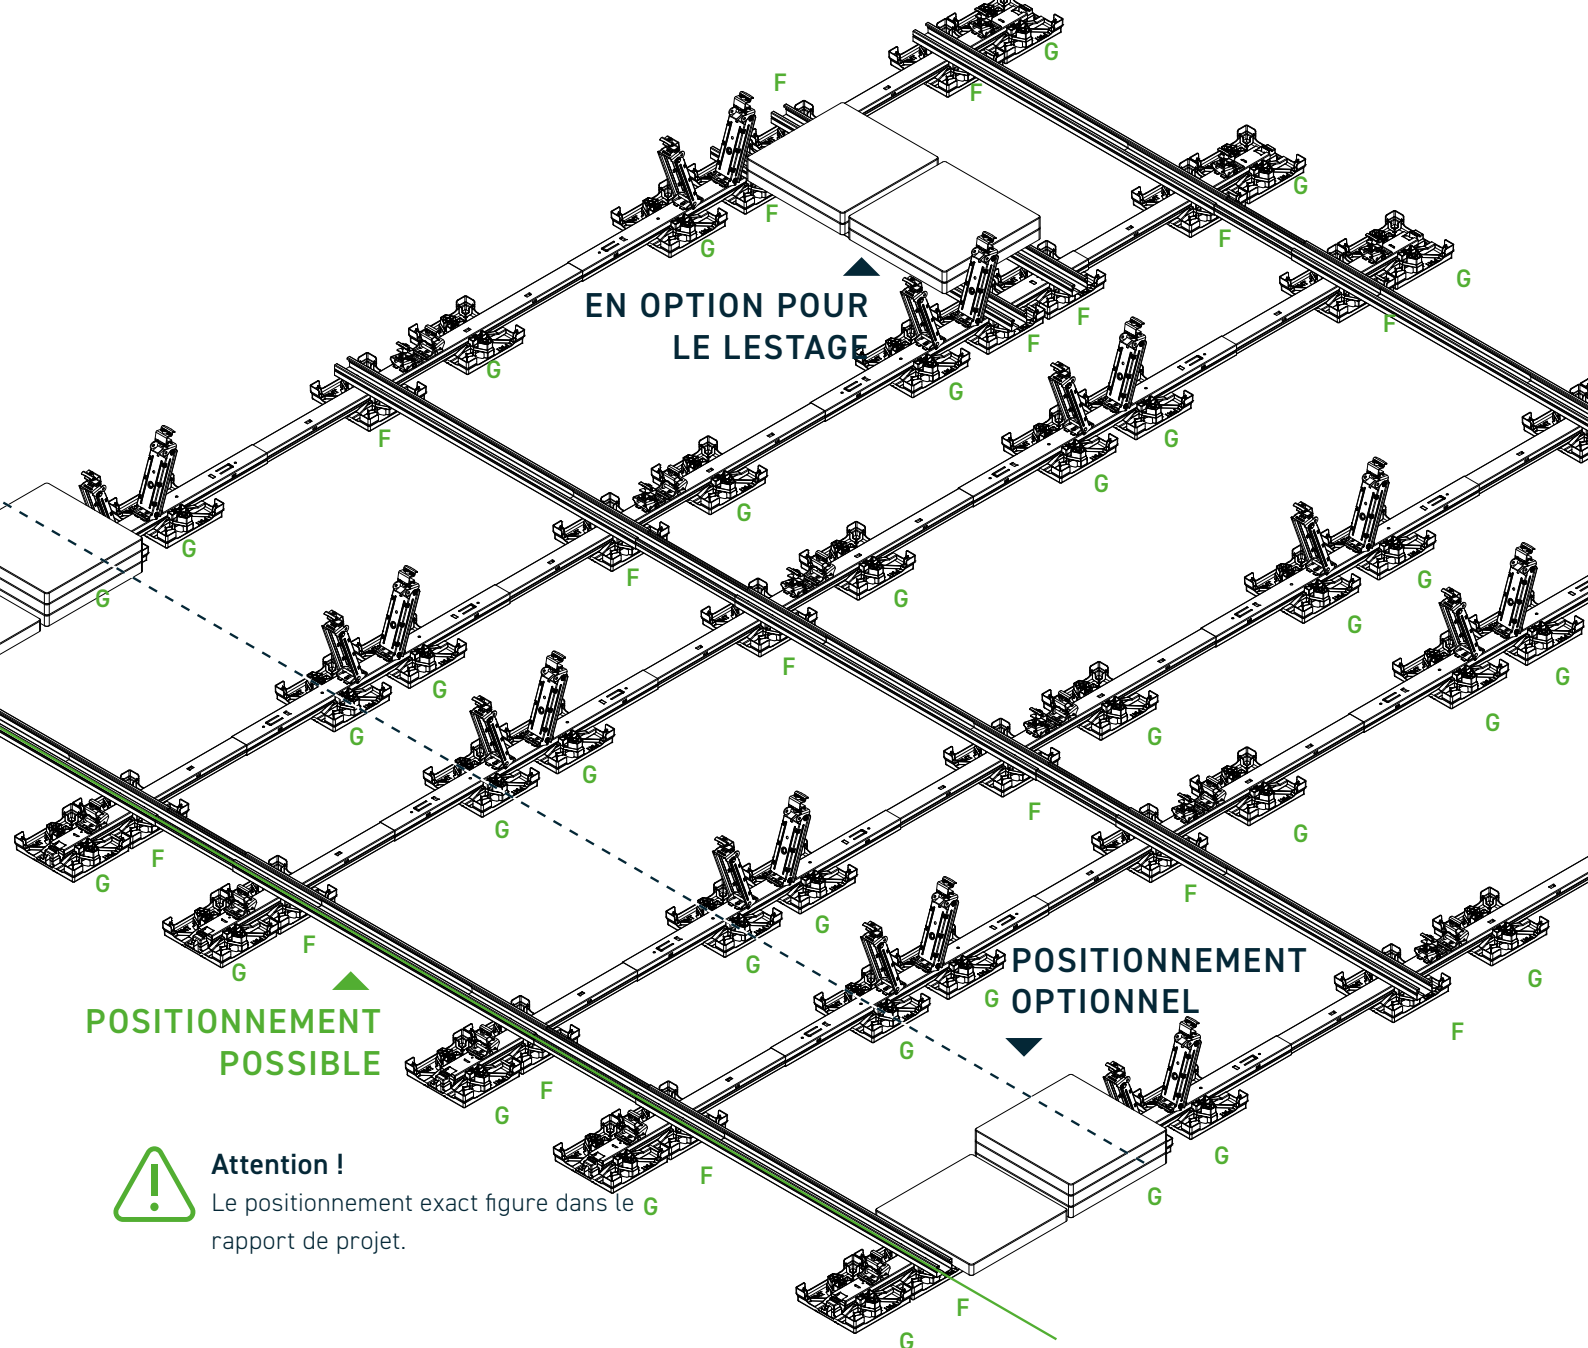 G
F
F
G
F
G
F
G
EN OPTION POUR
LE LESTAGE
F
F
F
G
G
G
F
G
G
G
G
F
G
G
G
G
F
G
G
G
G
G
G
G
F
G
F
G
G
F
G
G
F
G
F
G
POSITIONNEMENT
OPTIONNEL
G
G
F
POSITIONNEMENT
POSSIBLE
G
F
G
G
F
G
Attention !
Le positionnement exact figure dans le
rapport de projet.
G
F
G